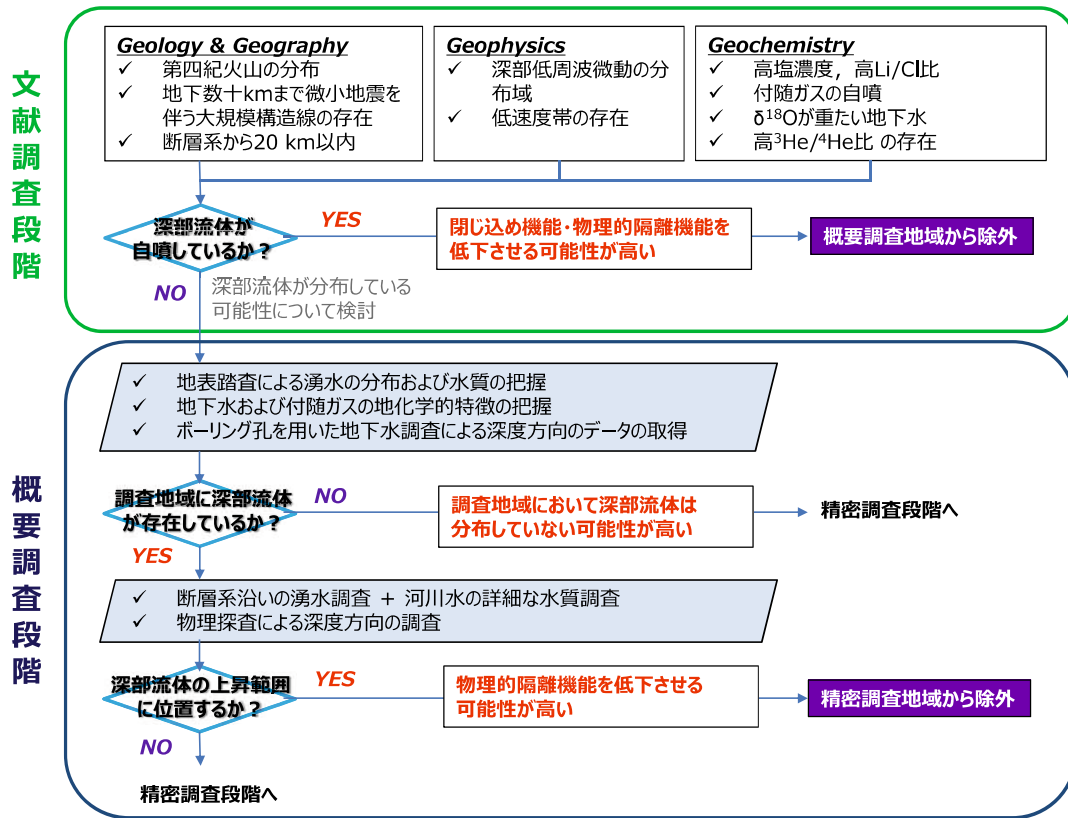 文献調査段階
Geology & Geography
✓ 第四紀火山の分布
✓ 地下数十kmまで微小地震を
伴う大規模構造線の存在
✓ 断層系から20 km以内
Geophysics
✓ 深部低周波微動の分
布域
✓ 低速度帯の存在
Geochemistry
✓ 高塩濃度，高Li/Cl比
✓ 付随ガスの自噴
✓ δ¹⁸Oが重たい地下水
✓ 高³He/⁴He比 の存在
深部流体が
自噴しているか？
YES
閉じ込め機能・物理的隔離機能を
低下させる可能性が高い
概要調査地域から除外
NO
深部流体が分布している
可能性について検討
概要調査段階
✓ 地表踏査による湧水の分布および水質の把握
✓ 地下水および付随ガスの地化学的特徴の把握
✓ ボーリング孔を用いた地下水調査による深度方向のデータの取得
調査地域に深部流体
が存在しているか？
NO
調査地域において深部流体は
分布していない可能性が高い
精密調査段階へ
YES
✓ 断層系沿いの湧水調査 + 河川水の詳細な水質調査
✓ 物理探査による深度方向の調査
深部流体の上昇範囲
に位置するか？
YES
物理的隔離機能を低下させる
可能性が高い
精密調査地域から除外
NO
精密調査段階へ